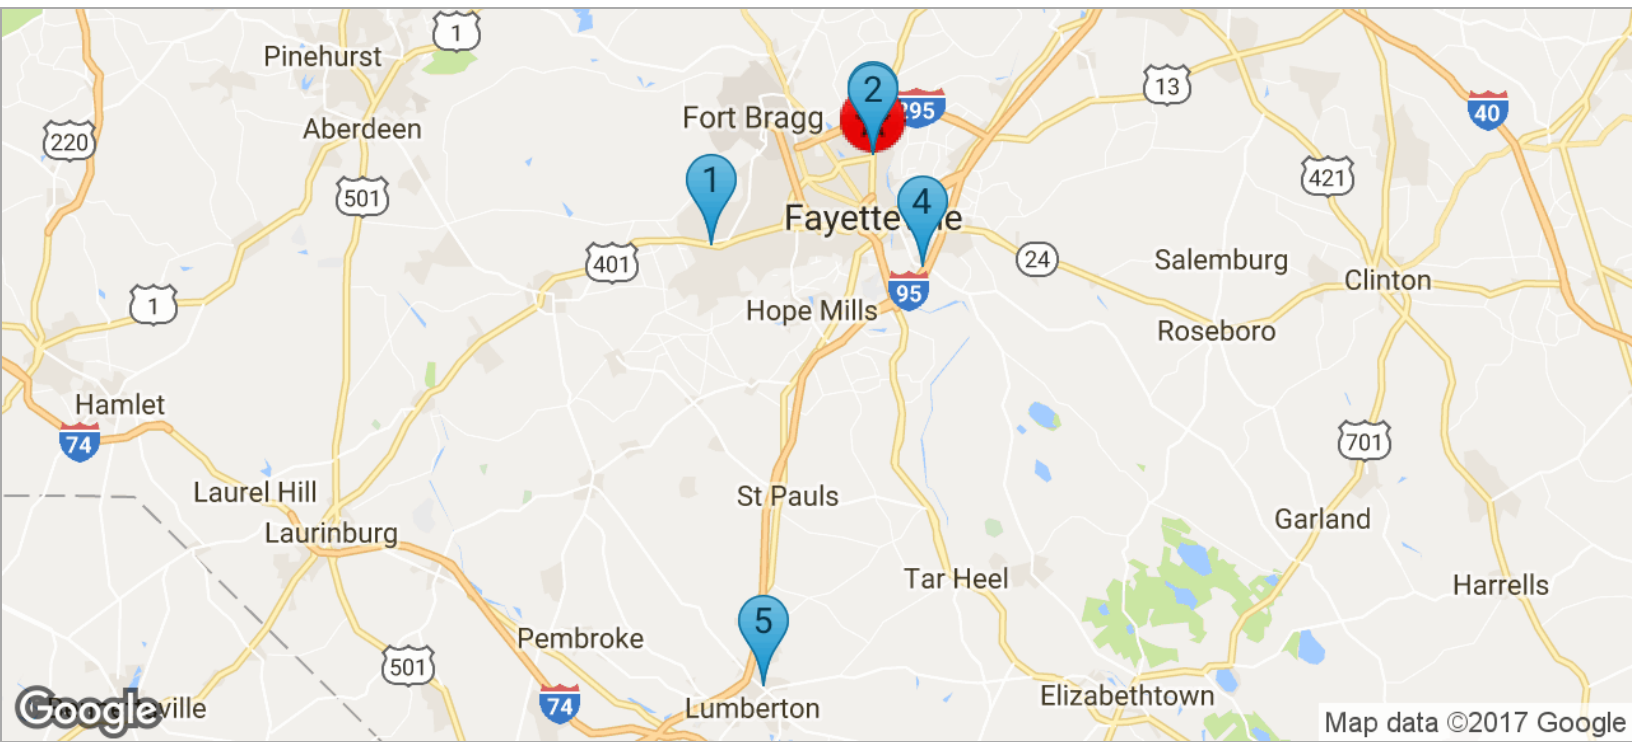 1
Pinehurst
2
13
Fort Bragg
295
40
Aberdeen
220
1
421
501
4
Fayetteville
401
24
Salemburg
Clinton
1
95
Hope Mills
Roseboro
Hamlet
74
701
Laurel Hill
St Pauls
Garland
Laurinburg
Tar Heel
Harrells
5
Pembroke
501
Elizabethtown
74
Lumberton
Google
Map data ©2017 Google